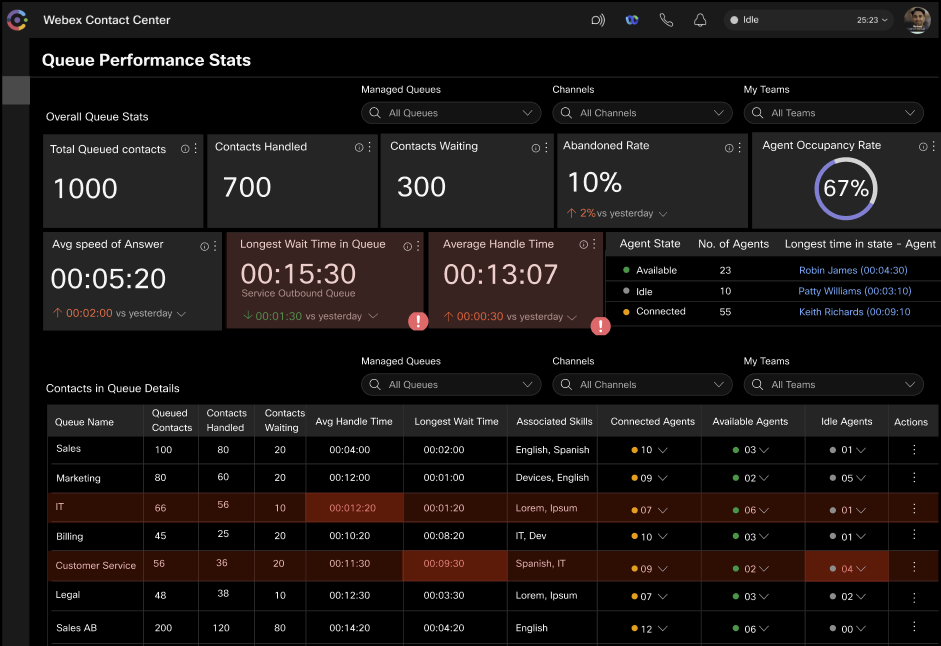 Webex Contact Center
Idle 25:23
Queue Performance Stats
Managed Queues Channels My Teams
Overall Queue Stats All Queues All Channels All Teams
Total Queued contacts Contacts Handled Contacts Waiting Abandoned Rate Agent Occupancy Rate
1000 700 300 10% 67%
2% vs yesterday
Avg speed of Answer Longest Wait Time in Queue Average Handle Time Agent State No. of Agents Longest time in state - Agent
00:05:20 00:15:30 00:13:07 Available 23 Robin James (00:04:30)
Service Outbound Queue Idle 10 Patty Williams (00:03:10)
00:02:00 vs yesterday 00:01:30 vs yesterday 00:00:30 vs yesterday Connected 55 Keith Richards (00:09:10
! !
Managed Queues Channels My Teams
Contacts in Queue Details All Queues All Channels All Teams
Queue Name Queued Contacts Contacts Handled Contacts Waiting Avg Handle Time Longest Wait Time Associated Skills Connected Agents Available Agents Idle Agents Actions
Sales 100 80 20 00:04:00 00:02:00 English, Spanish 10 03 01
Marketing 80 60 20 00:12:00 00:01:00 Devices, English 09 02 05
IT 66 56 10 00:012:20 00:01:20 Lorem, Ipsum 07 06 01
Billing 45 25 20 00:10:20 00:08:20 IT, Dev 10 03 01
Customer Service 56 36 20 00:11:30 00:09:30 Spanish, IT 09 02 04
Legal 48 38 10 00:12:30 00:03:30 Lorem, Ipsum 07 03 02
Sales AB 200 120 80 00:14:20 00:04:20 English 12 06 00